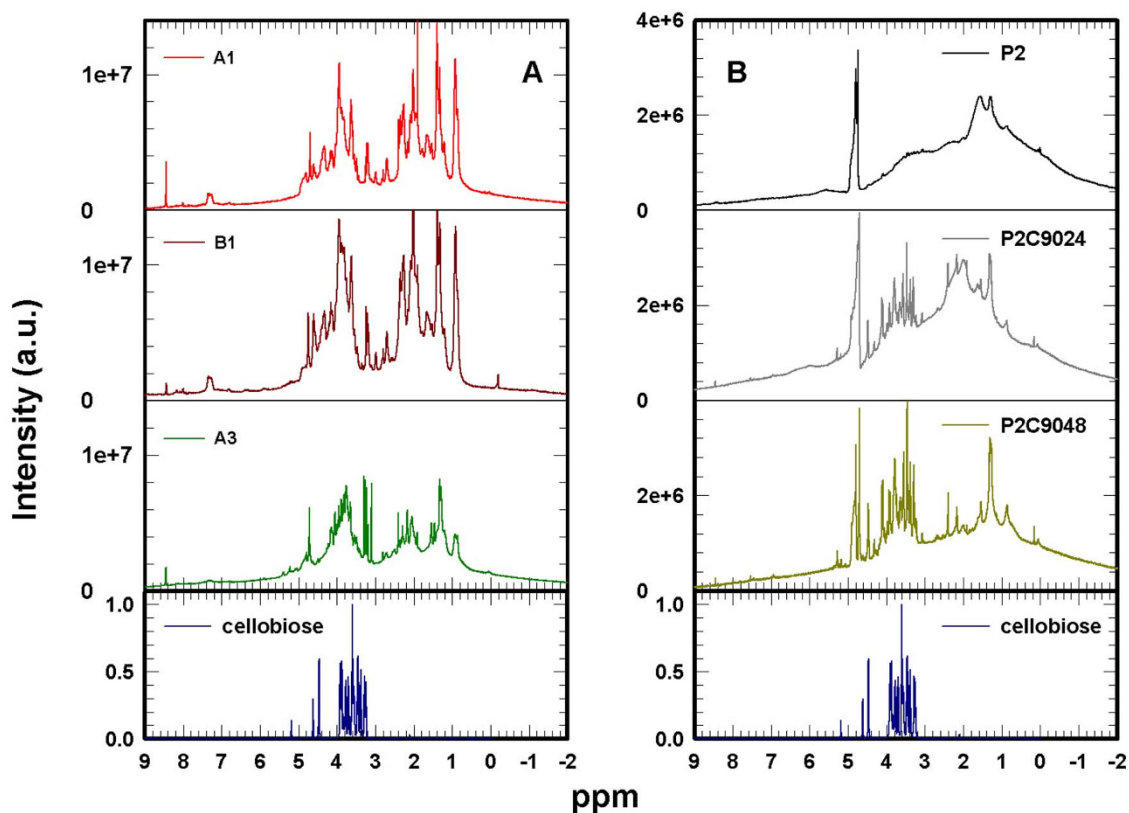 A1
A
1e+7
0
B1
1e+7
0
A3
1e+7
0
cellobiose
1.0
0.5
0.0
9 8 7 6 5 4 3 2 1 0 -1 -2
4e+6
P2
B
2e+6
0
P2C9024
2e+6
0
P2C9048
2e+6
0
cellobiose
1.0
0.5
0.0
9 8 7 6 5 4 3 2 1 0 -1 -2
Intensity (a.u.)
ppm